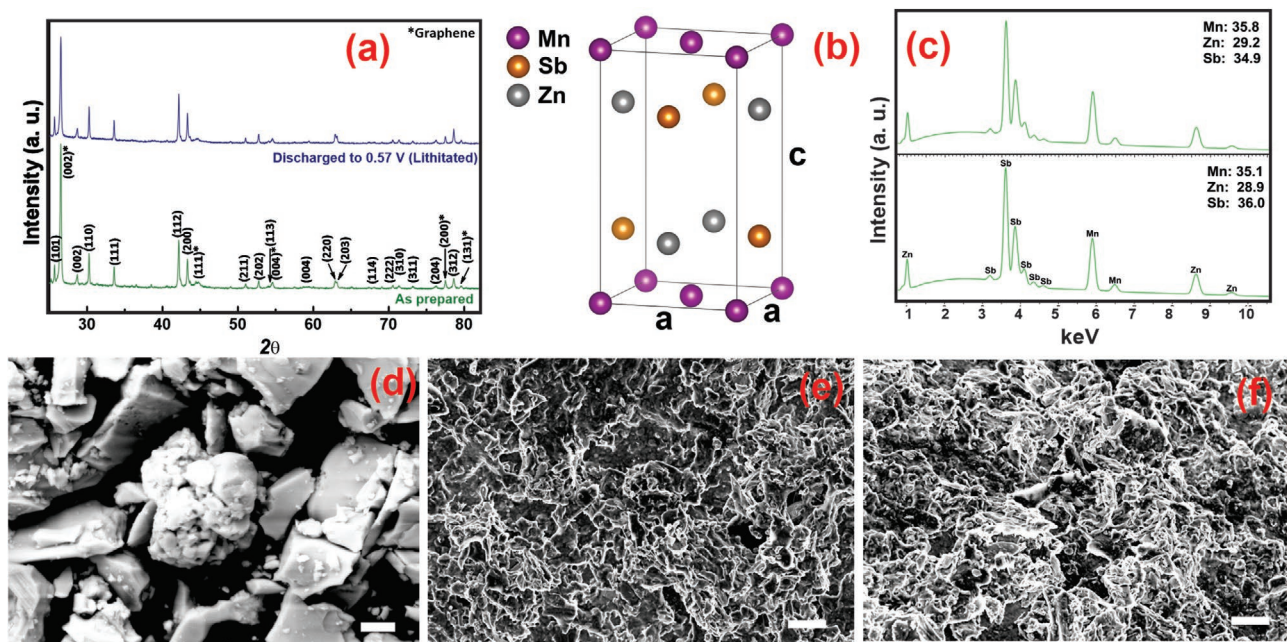 (a)
*Graphene
Intensity (a. u.)
Discharged to 0.57 V (Lithitated)
(101)
(002)*
(002)
(110)
(111)
(112)
(200)
(111)*
(211)
(202)
(113)
(004)*
(004)
(220)
(203)
(114)
(222)
(310)
(311)
(204)
(200)*
(312)
(131)*
As prepared
30 40 50 60 70 80
2θ
(b)
Mn
Sb
Zn
c
a
a
(c)
Mn: 35.8
Zn: 29.2
Sb: 34.9
Intensity (a. u.)
Mn: 35.1
Zn: 28.9
Sb: 36.0
Zn
Sb
Sb
Sb
Sb
Sb
Sb
Mn
Mn
Zn
Zn
1 2 3 4 5 6 7 8 9 10
keV
(d)
(e)
(f)